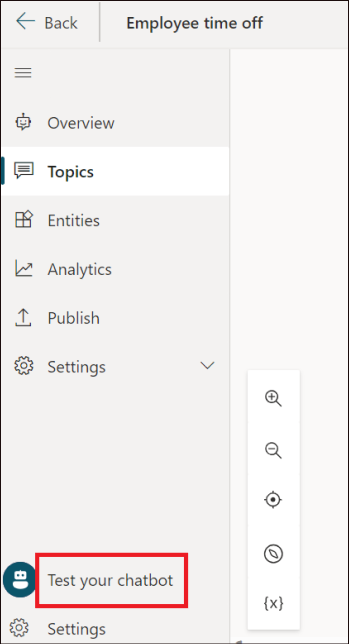 Back
Employee time off
Overview
Topics
Entities
Analytics
Publish
Settings
{x}
Test your chatbot
Settings